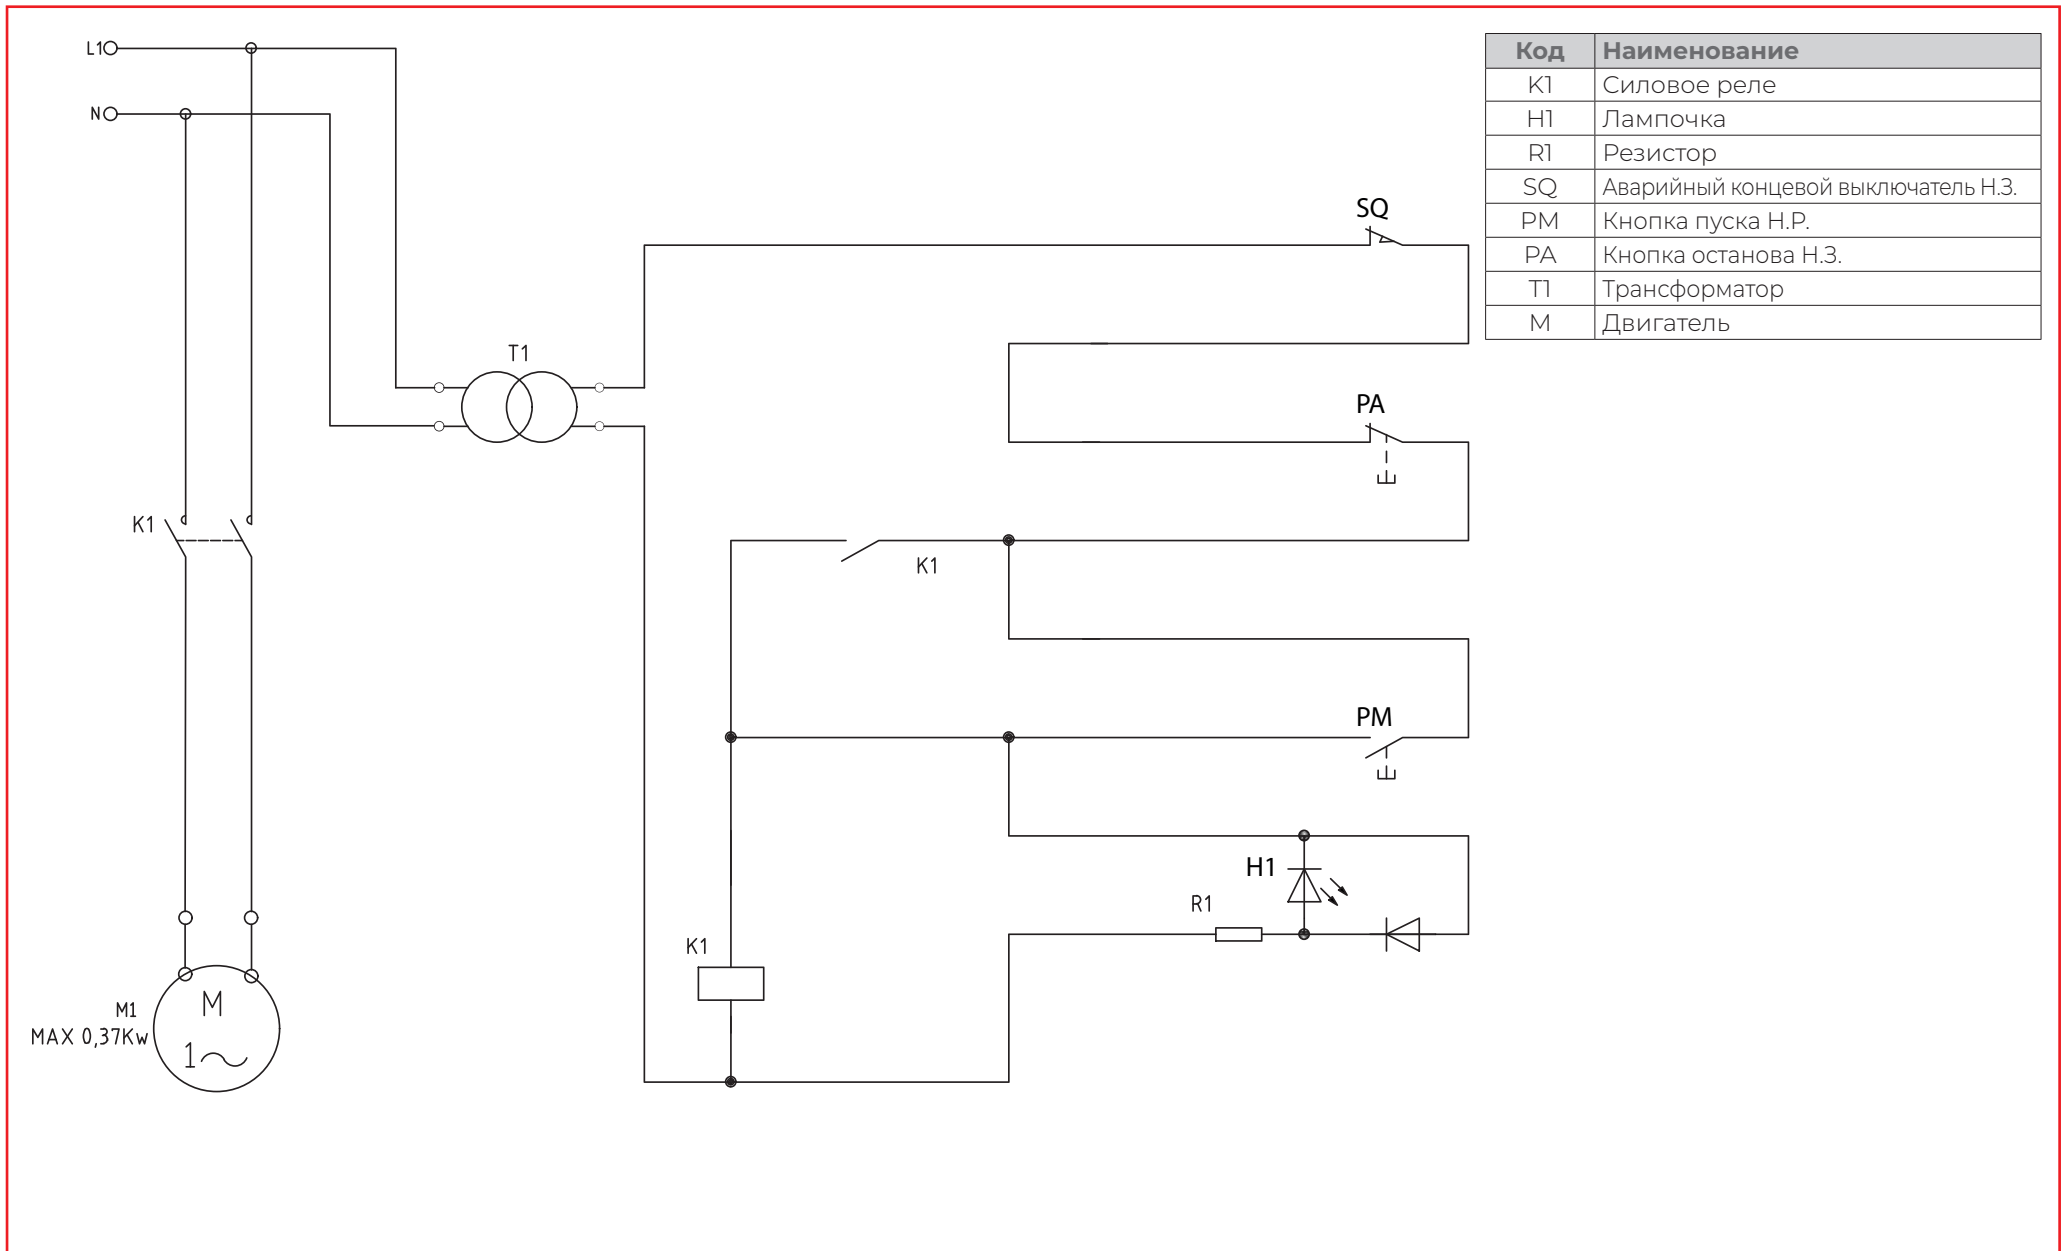 L1
N
Код Наименование
K1 Силовое реле
H1 Лампочка
R1 Резистор
SQ Аварийный концевой выключатель Н.З.
PM Кнопка пуска Н.Р.
PA Кнопка останова Н.З.
T1 Трансформатор
M Двигатель
SQ
T1
PA
K1
K1
PM
H1
R1
K1
M
M1
MAX 0,37Kw
1~